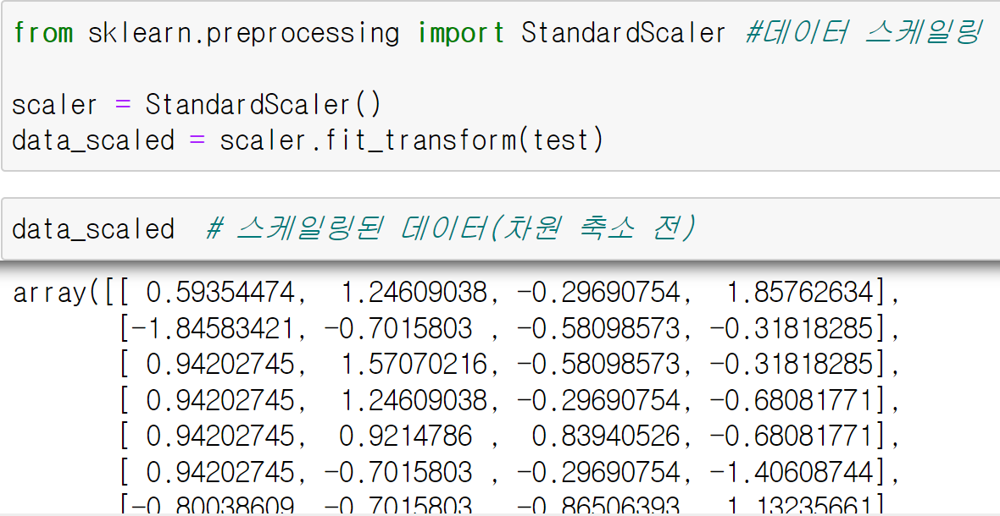 from sklearn.preprocessing import StandardScaler #데이터 스케일링
scaler = StandardScaler()
data_scaled = scaler.fit_transform(test)
data_scaled # 스케일링된 데이터(차원 축소 전)
array([[ 0.59354474, 1.24609038, -0.29690754, 1.85762634],
[-1.84583421, -0.7015803 , -0.58098573, -0.31818285],
[ 0.94202745, 1.57070216, -0.58098573, -0.31818285],
[ 0.94202745, 1.24609038, -0.29690754, -0.68081771],
[ 0.94202745, 0.9214786 , 0.83940526, -0.68081771],
[ 0.94202745, -0.7015803 , -0.29690754, -1.40608744],
[-0.80038609, -0.7015803 , -0.86506393, 1.13235661],